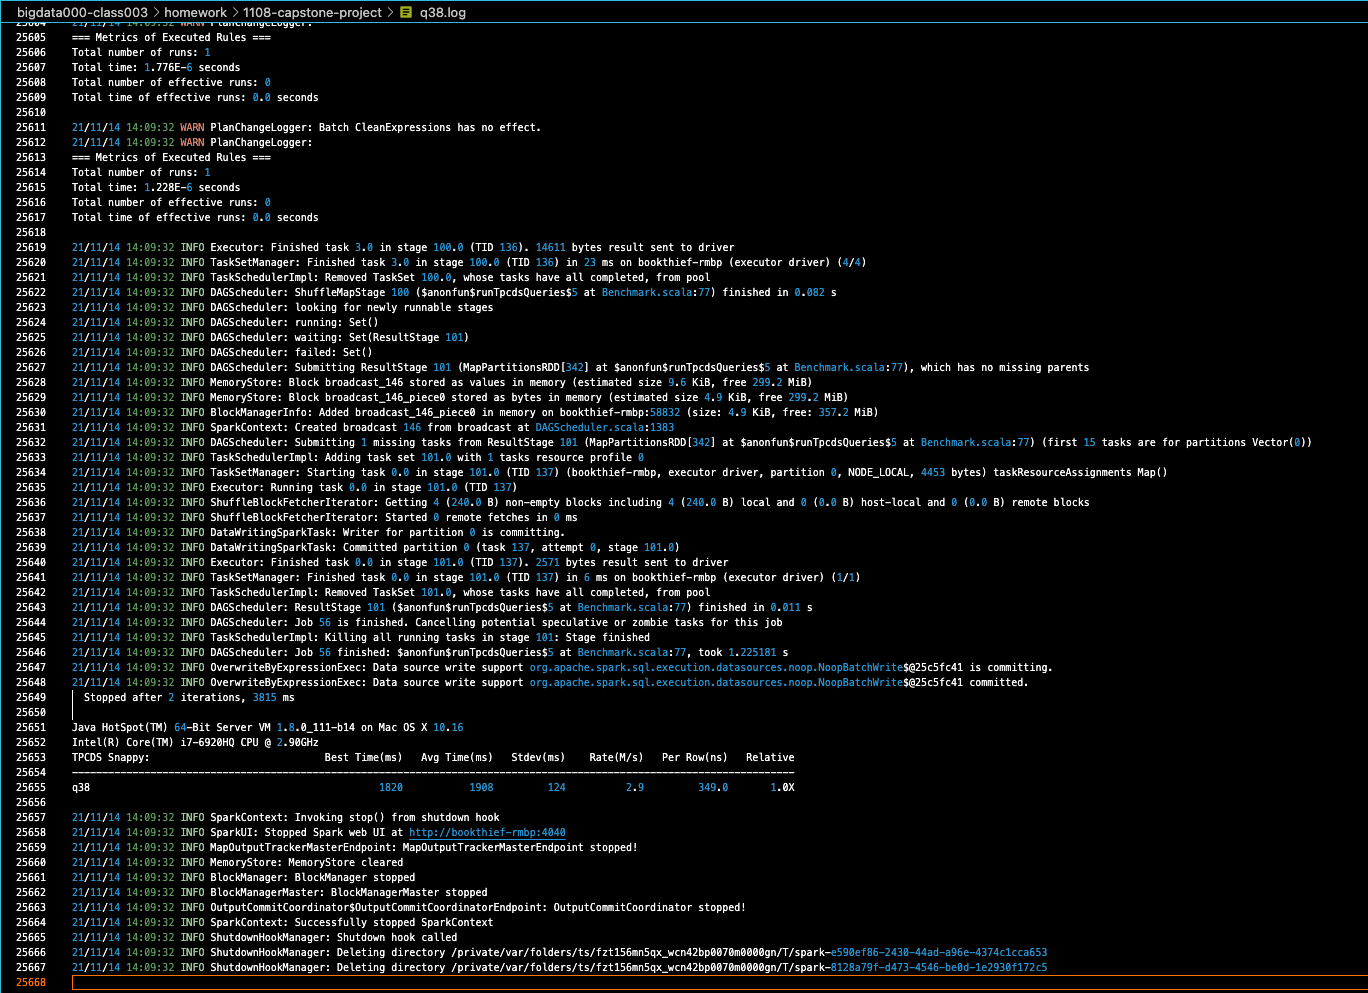 bigdata000-class003 > homework > 1108-capstone-project > q38.log
25604 21/11/14 14:09:32 WARN PlanChangeLogger:
25605 === Metrics of Executed Rules ===
25606 Total number of runs: 1
25607 Total time: 1.776E-6 seconds
25608 Total number of effective runs: 0
25609 Total time of effective runs: 0.0 seconds
25610
25611 21/11/14 14:09:32 WARN PlanChangeLogger: Batch CleanExpressions has no effect.
25612 21/11/14 14:09:32 WARN PlanChangeLogger:
25613 === Metrics of Executed Rules ===
25614 Total number of runs: 1
25615 Total time: 1.228E-6 seconds
25616 Total number of effective runs: 0
25617 Total time of effective runs: 0.0 seconds
25618
25619 21/11/14 14:09:32 INFO Executor: Finished task 3.0 in stage 100.0 (TID 136). 14611 bytes result sent to driver
25620 21/11/14 14:09:32 INFO TaskSetManager: Finished task 3.0 in stage 100.0 (TID 136) in 23 ms on bookthief-rmbp (executor driver) (4/4)
25621 21/11/14 14:09:32 INFO TaskSchedulerImpl: Removed TaskSet 100.0, whose tasks have all completed, from pool
25622 21/11/14 14:09:32 INFO DAGScheduler: ShuffleMapStage 100 ($anonfun$runTpcdsQueries$5 at Benchmark.scala:77) finished in 0.082 s
25623 21/11/14 14:09:32 INFO DAGScheduler: looking for newly runnable stages
25624 21/11/14 14:09:32 INFO DAGScheduler: running: Set()
25625 21/11/14 14:09:32 INFO DAGScheduler: waiting: Set(ResultStage 101)
25626 21/11/14 14:09:32 INFO DAGScheduler: failed: Set()
25627 21/11/14 14:09:32 INFO DAGScheduler: Submitting ResultStage 101 (MapPartitionsRDD[342] at $anonfun$runTpcdsQueries$5 at Benchmark.scala:77), which has no missing parents
25628 21/11/14 14:09:32 INFO MemoryStore: Block broadcast_146 stored as values in memory (estimated size 9.6 KiB, free 299.2 MiB)
25629 21/11/14 14:09:32 INFO MemoryStore: Block broadcast_146_piece0 stored as bytes in memory (estimated size 4.9 KiB, free 299.2 MiB)
25630 21/11/14 14:09:32 INFO BlockManagerInfo: Added broadcast_146_piece0 in memory on bookthief-rmbp:58832 (size: 4.9 KiB, free: 357.2 MiB)
25631 21/11/14 14:09:32 INFO SparkContext: Created broadcast 146 from broadcast at DAGScheduler.scala:1383
25632 21/11/14 14:09:32 INFO DAGScheduler: Submitting 1 missing tasks from ResultStage 101 (MapPartitionsRDD[342] at $anonfun$runTpcdsQueries$5 at Benchmark.scala:77) (first 15 tasks are for partitions Vector(0))
25633 21/11/14 14:09:32 INFO TaskSchedulerImpl: Adding task set 101.0 with 1 tasks resource profile 0
25634 21/11/14 14:09:32 INFO TaskSetManager: Starting task 0.0 in stage 101.0 (TID 137) (bookthief-rmbp, executor driver, partition 0, NODE_LOCAL, 4453 bytes) taskResourceAssignments Map()
25635 21/11/14 14:09:32 INFO Executor: Running task 0.0 in stage 101.0 (TID 137)
25636 21/11/14 14:09:32 INFO ShuffleBlockFetcherIterator: Getting 4 (240.0 B) non-empty blocks including 4 (240.0 B) local and 0 (0.0 B) host-local and 0 (0.0 B) remote blocks
25637 21/11/14 14:09:32 INFO ShuffleBlockFetcherIterator: Started 0 remote fetches in 0 ms
25638 21/11/14 14:09:32 INFO DataWritingSparkTask: Writer for partition 0 is committing.
25639 21/11/14 14:09:32 INFO DataWritingSparkTask: Committed partition 0 (task 137, attempt 0, stage 101.0)
25640 21/11/14 14:09:32 INFO Executor: Finished task 0.0 in stage 101.0 (TID 137). 2571 bytes result sent to driver
25641 21/11/14 14:09:32 INFO TaskSetManager: Finished task 0.0 in stage 101.0 (TID 137) in 6 ms on bookthief-rmbp (executor driver) (1/1)
25642 21/11/14 14:09:32 INFO TaskSchedulerImpl: Removed TaskSet 101.0, whose tasks have all completed, from pool
25643 21/11/14 14:09:32 INFO DAGScheduler: ResultStage 101 ($anonfun$runTpcdsQueries$5 at Benchmark.scala:77) finished in 0.011 s
25644 21/11/14 14:09:32 INFO DAGScheduler: Job 56 is finished. Cancelling potential speculative or zombie tasks for this job
25645 21/11/14 14:09:32 INFO TaskSchedulerImpl: Killing all running tasks in stage 101: Stage finished
25646 21/11/14 14:09:32 INFO DAGScheduler: Job 56 finished: $anonfun$runTpcdsQueries$5 at Benchmark.scala:77, took 1.225181 s
25647 21/11/14 14:09:32 INFO OverwriteByExpressionExec: Data source write support org.apache.spark.sql.execution.datasources.noop.NoopBatchWrite$@25c5fc41 is committing.
25648 21/11/14 14:09:32 INFO OverwriteByExpressionExec: Data source write support org.apache.spark.sql.execution.datasources.noop.NoopBatchWrite$@25c5fc41 committed.
25649 Stopped after 2 iterations, 3815 ms
25650
25651 Java HotSpot(TM) 64-Bit Server VM 1.8.0_111-b14 on Mac OS X 10.16
25652 Intel(R) Core(TM) i7-6920HQ CPU @ 2.90GHz
25653 TPCDS Snappy: Best Time(ms) Avg Time(ms) Stdev(ms) Rate(M/s) Per Row(ns) Relative
25654 ------------------------------------------------------------------------------------------------------------------------
25655 q38 1820 1908 124 2.9 349.0 1.0X
25656
25657 21/11/14 14:09:32 INFO SparkContext: Invoking stop() from shutdown hook
25658 21/11/14 14:09:32 INFO SparkUI: Stopped Spark web UI at http://bookthief-rmbp:4040
25659 21/11/14 14:09:32 INFO MapOutputTrackerMasterEndpoint: MapOutputTrackerMasterEndpoint stopped!
25660 21/11/14 14:09:32 INFO MemoryStore: MemoryStore cleared
25661 21/11/14 14:09:32 INFO BlockManager: BlockManager stopped
25662 21/11/14 14:09:32 INFO BlockManagerMaster: BlockManagerMaster stopped
25663 21/11/14 14:09:32 INFO OutputCommitCoordinator$OutputCommitCoordinatorEndpoint: OutputCommitCoordinator stopped!
25664 21/11/14 14:09:32 INFO SparkContext: Successfully stopped SparkContext
25665 21/11/14 14:09:32 INFO ShutdownHookManager: Shutdown hook called
25666 21/11/14 14:09:32 INFO ShutdownHookManager: Deleting directory /private/var/folders/ts/fzt156mn5qx_wcn42bp0070m0000gn/T/spark-e590ef86-2430-44ad-a96e-4374c1cca653
25667 21/11/14 14:09:32 INFO ShutdownHookManager: Deleting directory /private/var/folders/ts/fzt156mn5qx_wcn42bp0070m0000gn/T/spark-8128a79f-d473-4546-be0d-1e2930f172c5
25668